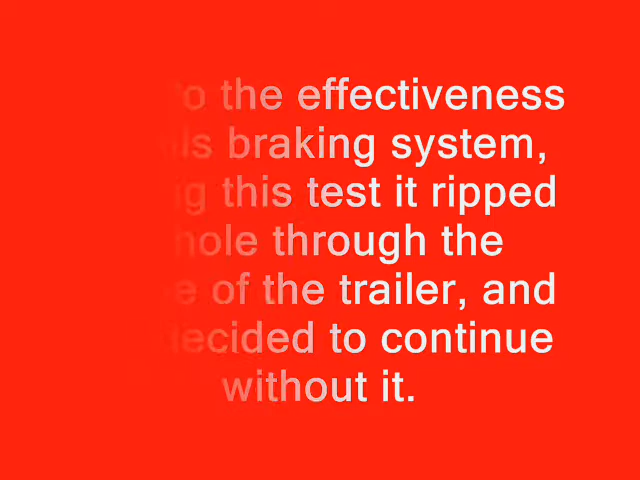 the effectiveness
braking system,
this test it ripped
hole through the
of the trailer, and
decided to continue
without it.